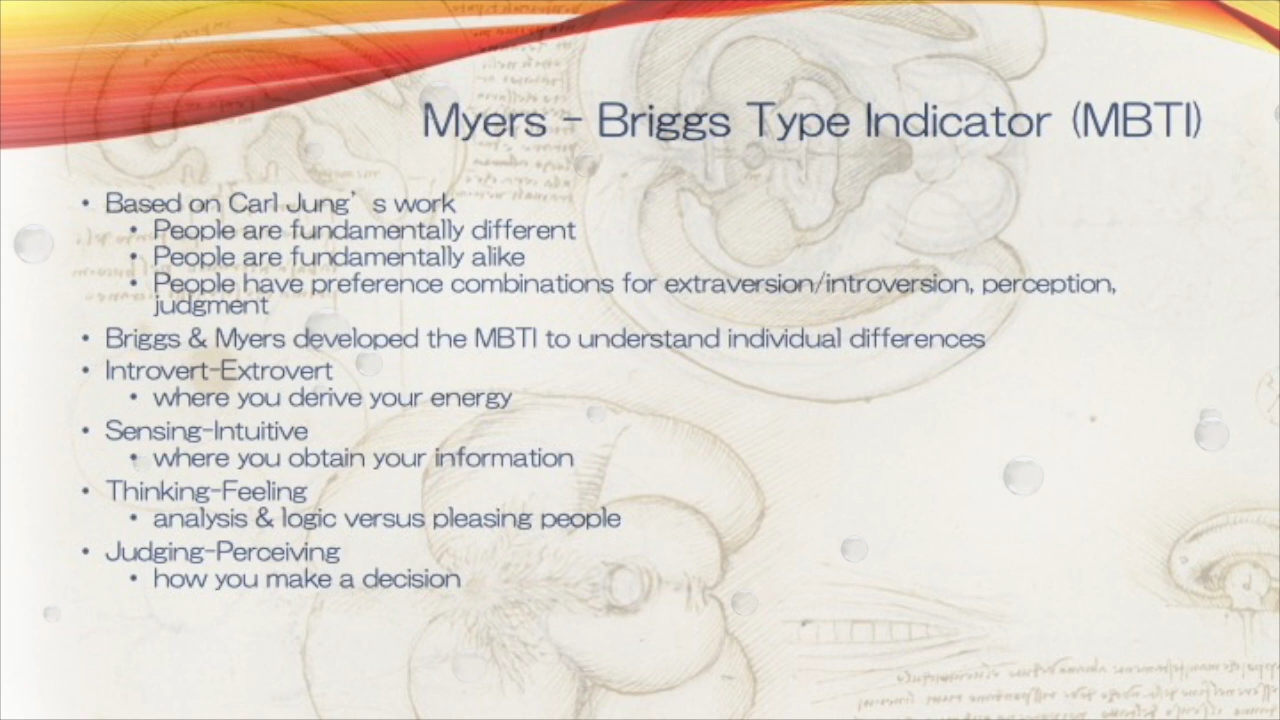 Myers - Briggs Type Indicator (MBTI)
• Based on Carl Jung's work
• People are fundamentally different
• People are fundamentally alike
• People have preference combinations for extraversion/introversion, perception,
judgment
• Briggs & Myers developed the MBTI to understand individual differences
• Introvert-Extrovert
• where you derive your energy
• Sensing-Intuitive
• where you obtain your information
• Thinking-Feeling
• analysis & logic versus pleasing people
• Judging-Perceiving
• how you make a decision